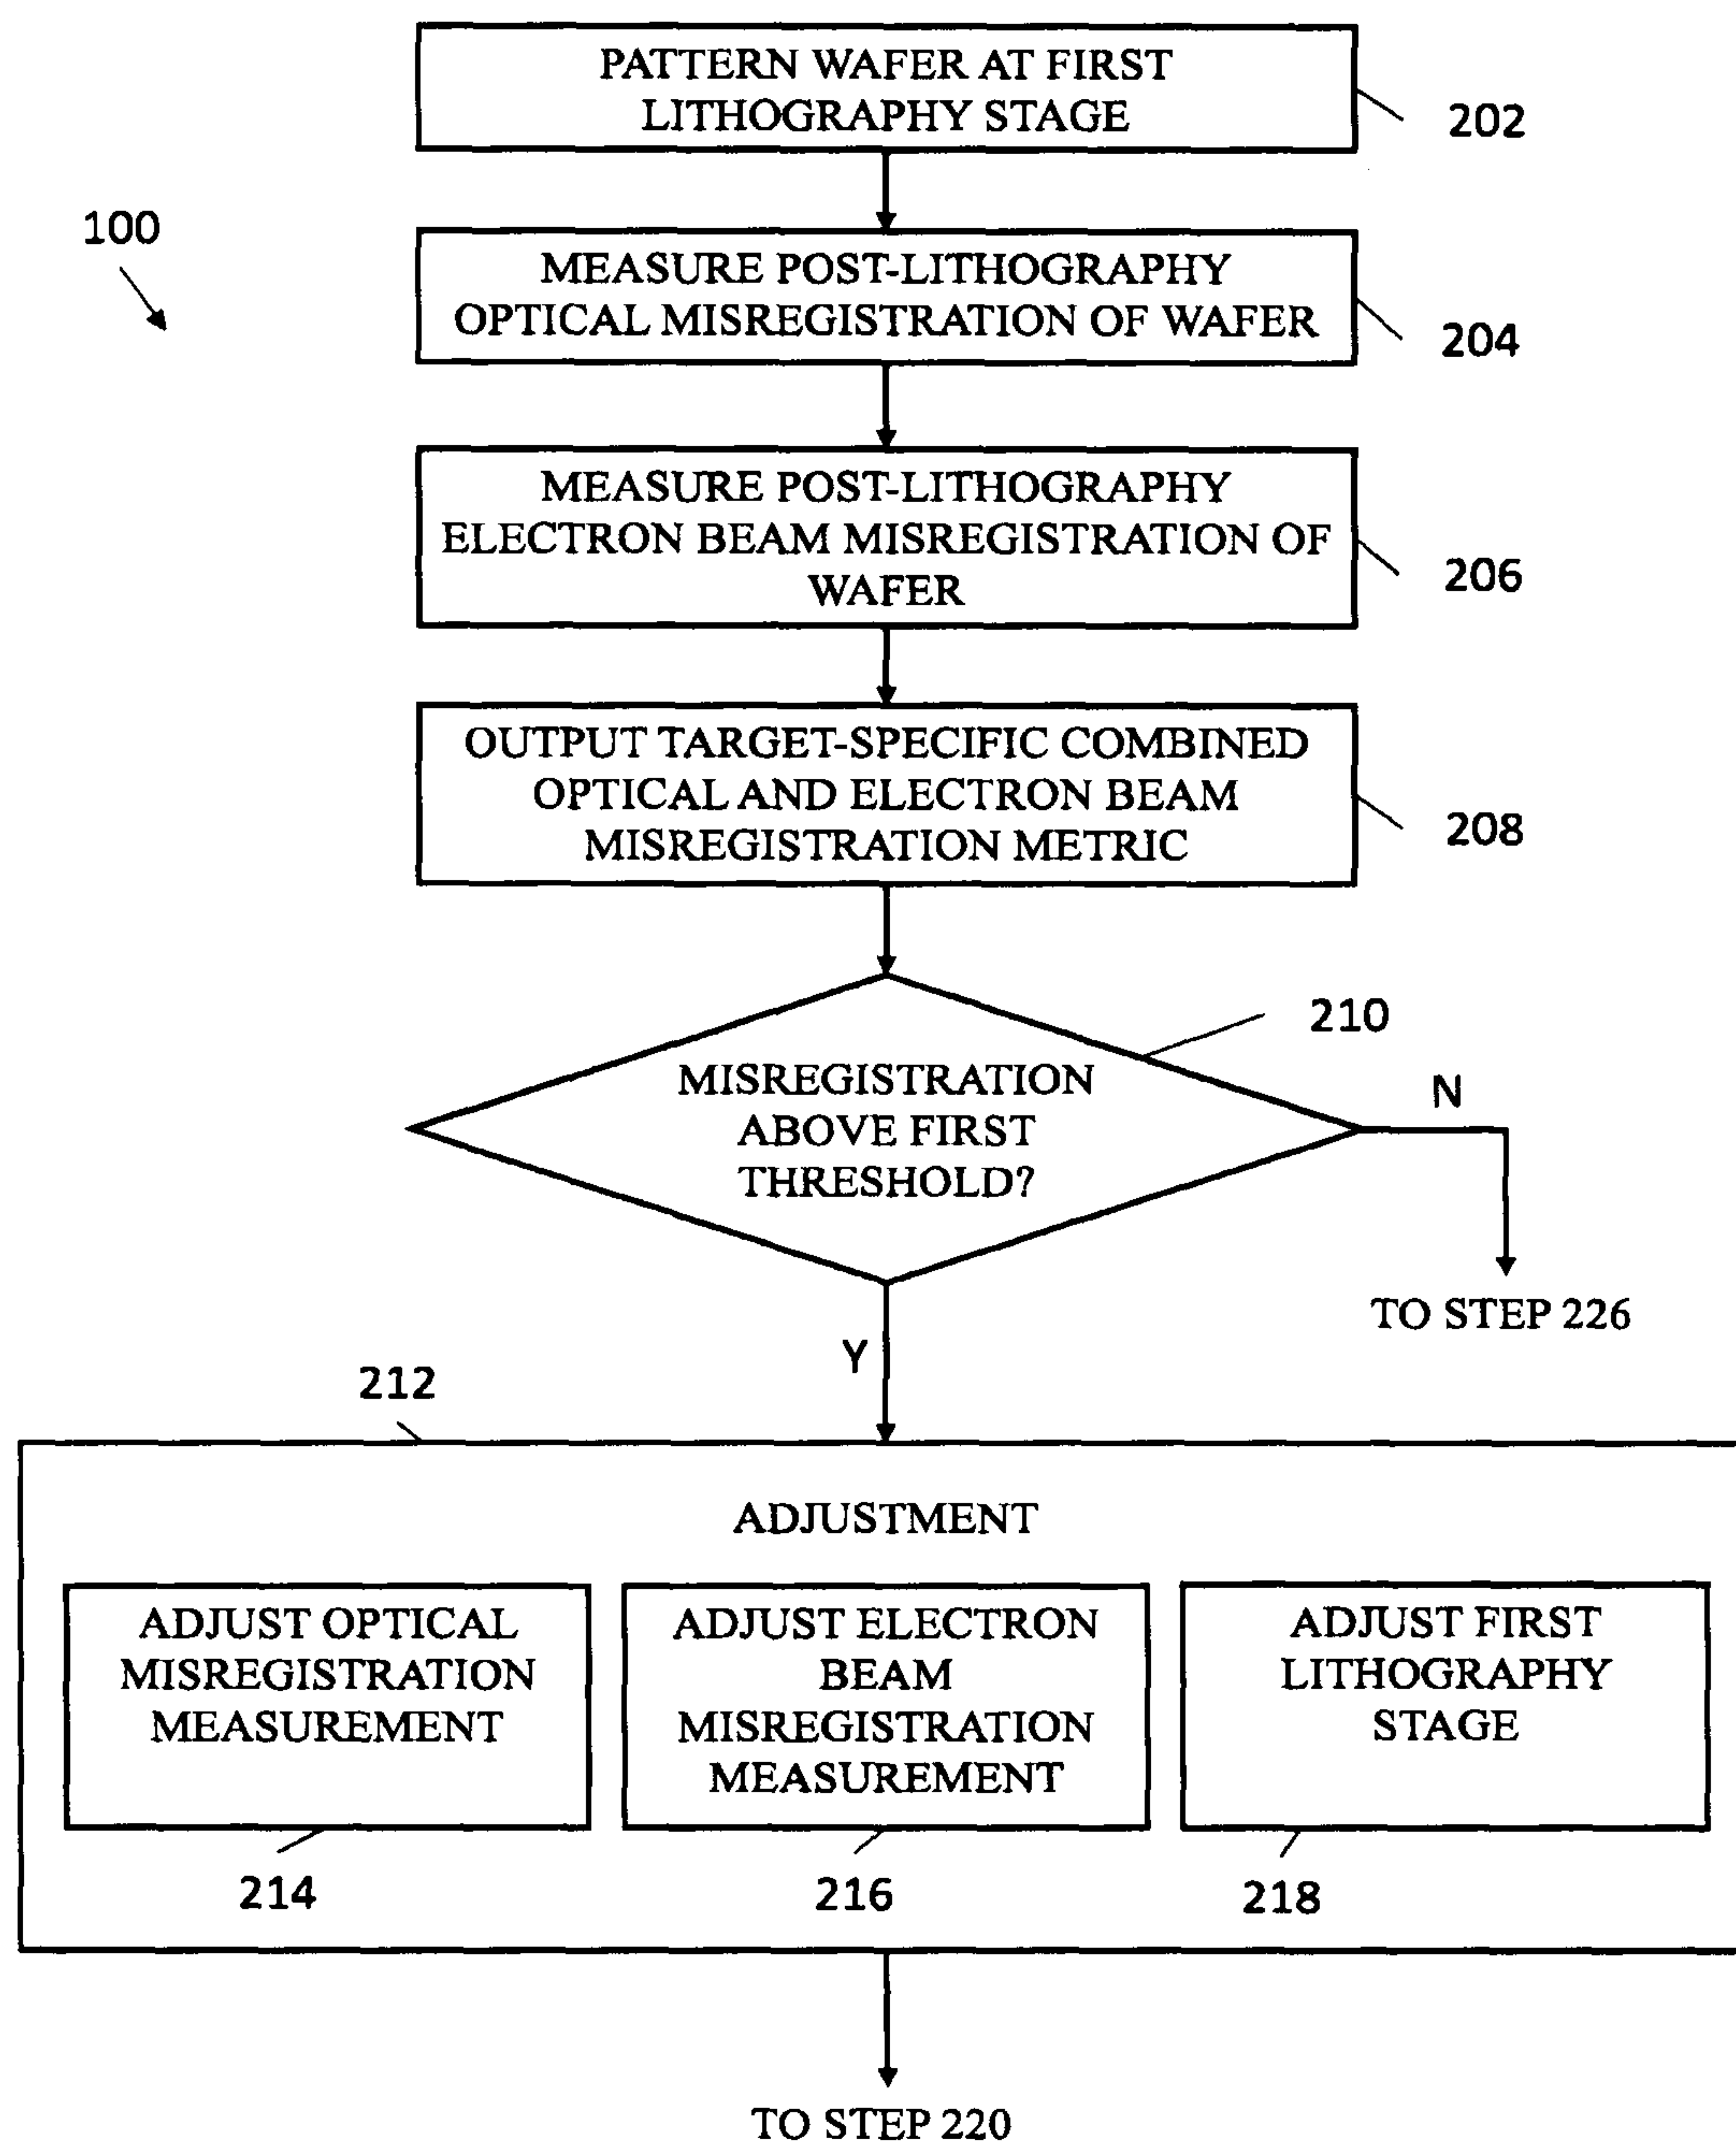 PATTERN WAFER AT FIRST
LITHOGRAPHY STAGE
202
100
MEASURE POST-LITHOGRAPHY
OPTICAL MISREGISTRATION OF WAFER
204
MEASURE POST-LITHOGRAPHY
ELECTRON BEAM MISREGISTRATION OF
WAFER
206
OUTPUT TARGET-SPECIFIC COMBINED
OPTICAL AND ELECTRON BEAM
MISREGISTRATION METRIC
208
210
MISREGISTRATION
ABOVE FIRST
THRESHOLD?
N
TO STEP 226
Y
212
ADJUSTMENT
ADJUST OPTICAL
MISREGISTRATION
MEASUREMENT
214
ADJUST ELECTRON
BEAM
MISREGISTRATION
MEASUREMENT
216
ADJUST FIRST
LITHOGRAPHY
STAGE
218
TO STEP 220